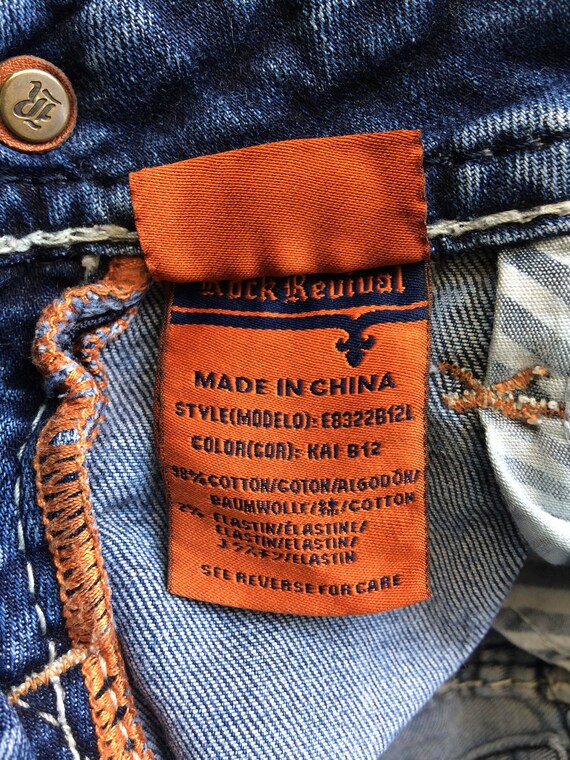 Rock Revival
MADE IN CHINA
STYLE(MODELO): E8322B12L
COLOR(COR): KAI B12
98% COTTON/COTON/ALGODÓN/
BAUMWOLLE/綿/COTTON
2% ELASTIN/ÉLASTINE/
ELASTIN/ELASTIN/
エラスチン/ELASTIN
SEE REVERSE FOR CARE